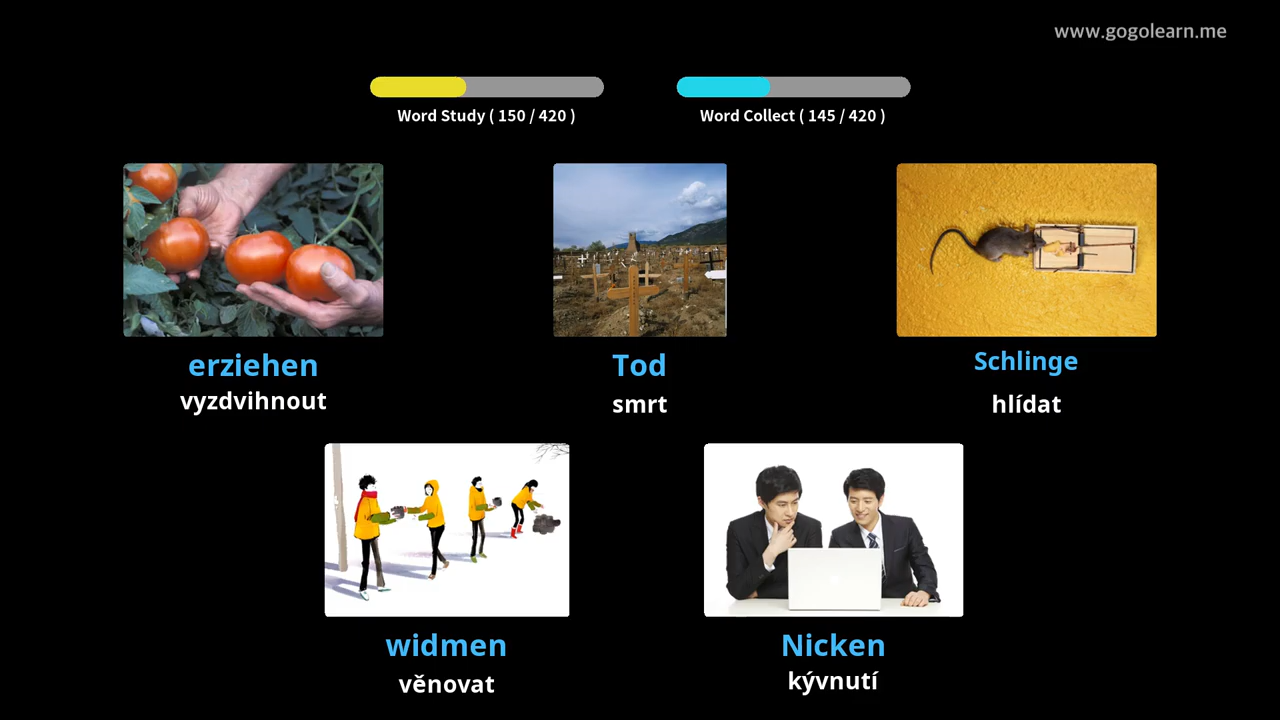 www.gogolearn.me
Word Study ( 150 / 420 )
Word Collect ( 145 / 420 )
erziehen
vyzdvihnout
Tod
smrt
Schlinge
hlídat
widmen
věnovat
Nicken
kývnutí